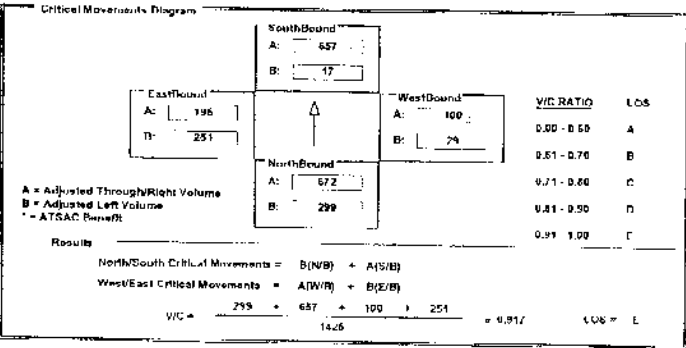 Critical Movements Diagram
SouthBound
A: 657
B: 17
EastBound
A: 196
B: 251
WestBound
A: 100
B: 29
NorthBound
A: 672
B: 299
V/C RATIO LOS
0.00 - 0.60 A
0.61 - 0.70 B
0.71 - 0.80 C
0.81 - 0.90 D
0.91 - 1.00 E
A = Adjusted Through/Right Volume
B = Adjusted Left Volume
* = ATSAC Benefit
Results
North/South Critical Movements = B(N/B) + A(S/B)
West/East Critical Movements = A(W/B) + B(E/B)
V/C = 299 + 657 + 100 + 251
1425
= 0.917 LOS = E